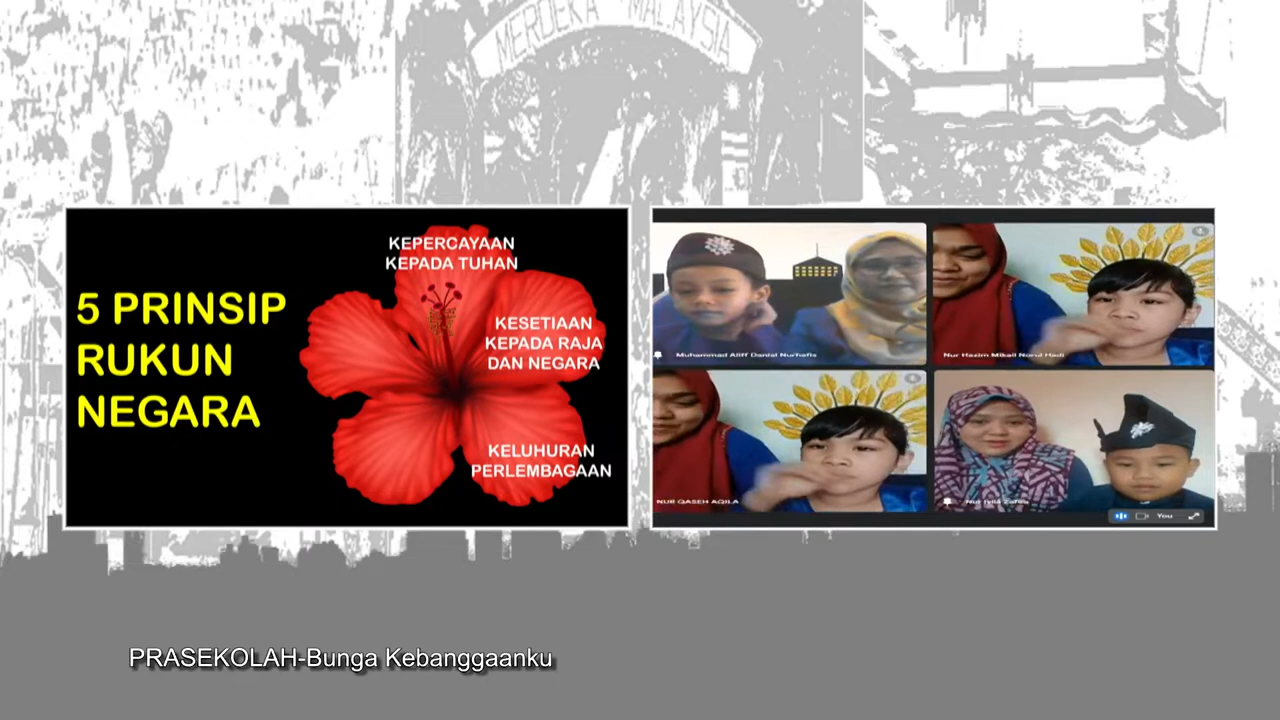 MERDEKA MALAYSIA
5 PRINSIP
RUKUN
NEGARA
KEPERCAYAAN
KEPADA TUHAN
KESETIAAN
KEPADA RAJA
DAN NEGARA
KELUHURAN
PERLEMBAGAAN
Muhammad Aliff Danial Nurhafis
Nur Hazim Mikail Norul Hadi
NUR QASEH AQILA
You
PRASEKOLAH-Bunga Kebanggaanku